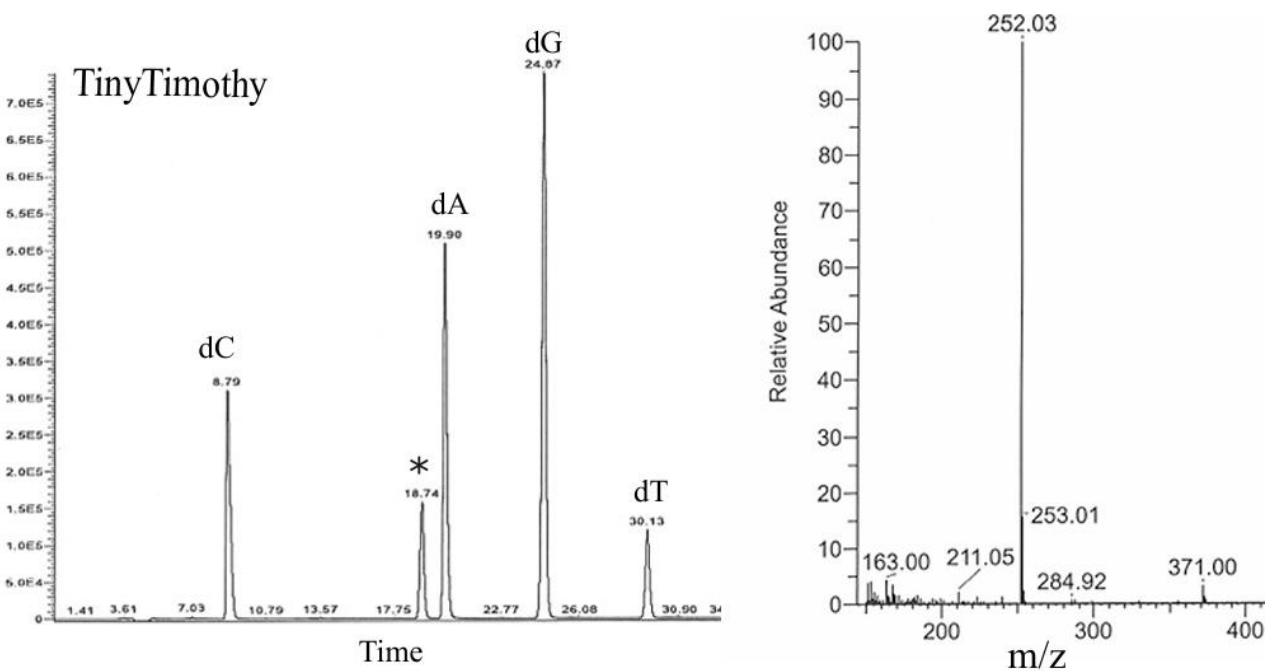 TinyTimothy
7.0E5
6.5E5
6.0E5
5.5E5
5.0E5
4.5E5
4.0E5
3.5E5
3.0E5
2.5E5
2.0E5
1.5E5
1.0E5
5.0E4
0
dC
8.79
*
18.74
dA
19.90
dG
24.87
dT
30.13
1.41 3.61 7.03 10.79 13.57 17.75 22.77 26.08 30.90 34
Time
252.03
100
90
80
70
60
50
40
30
20
10
0
Relative Abundance
253.01
163.00
211.05
284.92
371.00
200 300 400
m/z